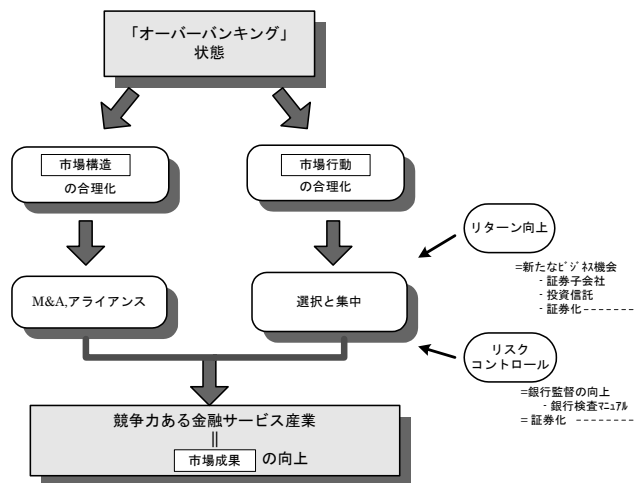 「オーバーバンキング」
状態
市場構造
の合理化
市場行動
の合理化
リターン向上
=新たなビジネス機会
- 証券子会社
- 投資信託
- 証券化 - - - - - - -
M&A,アライアンス
選択と集中
リスク
コントロール
=銀行監督の向上
- 銀行検査マニュアル
= 証券化 - - - - - - - -
競争力ある金融サービス産業
||
市場成果 の向上